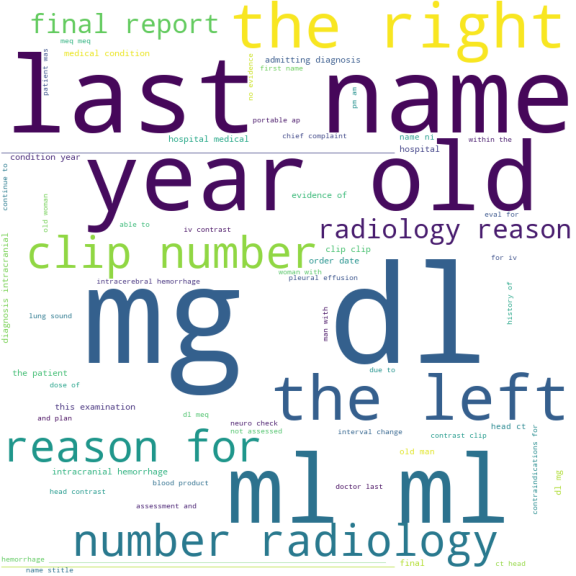 final report
the right
meq meq
medical condition
patient was
no evidence
admitting diagnosis
first name
last name
pm am
portable ap
hospital medical
chief complaint
name ni
within the
hospital
condition year
continue to
year old
evidence of
old woman
able to
iv contrast
eval for
radiology reason
clip number
clip clip
order date
for iv
diagnosis intracranial
woman with
pleural effusion
intracerebral hemorrhage
history of
mg dl
lung sound
man with
the patient
due to
dose of
the left
this examination
and plan
dl meq
neuro check
not assessed
interval change
head ct
contrast clip
contraindications for
reason for
old man
intracranial hemorrhage
dl mg
blood product
doctor last
head contrast
ml ml
assessment and
number radiology
hemorrhage
final
ct head
name stitle